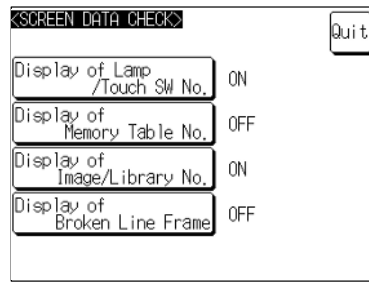 <SCREEN DATA CHECK>
Quit
Display of Lamp
/Touch SW No.
ON
Display of
Memory Table No.
OFF
Display of
Image/Library No.
ON
Display of
Broken Line Frame
OFF